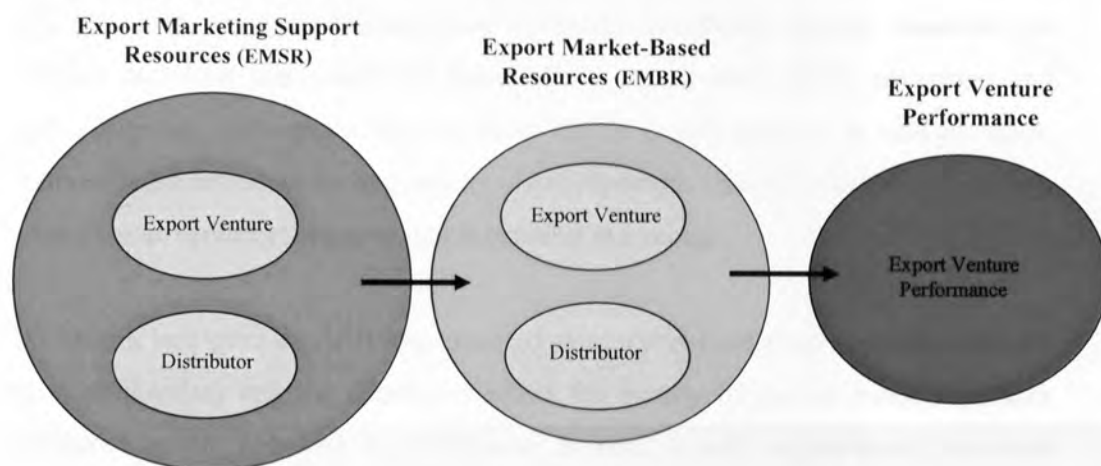 Export Marketing Support
Resources (EMSR)
Export Venture
Distributor
Export Market-Based
Resources (EMBR)
Export Venture
Distributor
Export Venture
Performance
Export Venture
Performance